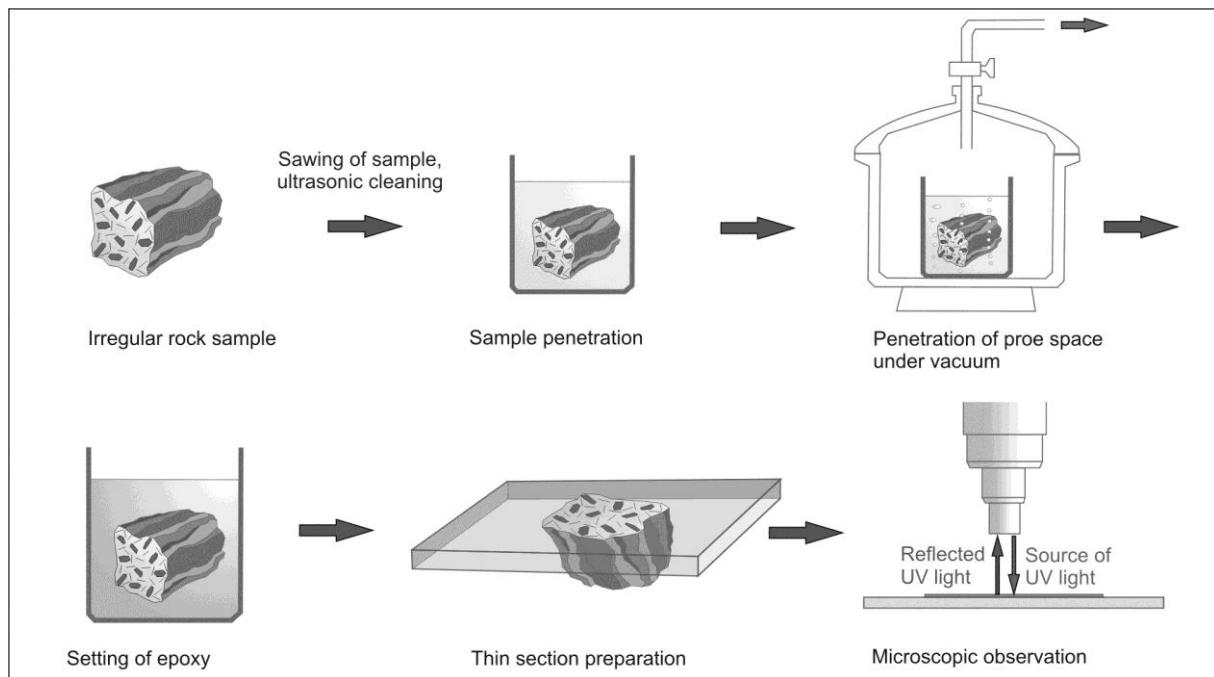 Sawing of sample,
ultrasonic cleaning
Irregular rock sample
Sample penetration
Penetration of proe space
under vacuum
Reflected
UV light
Source of
UV light
Setting of epoxy
Thin section preparation
Microscopic observation